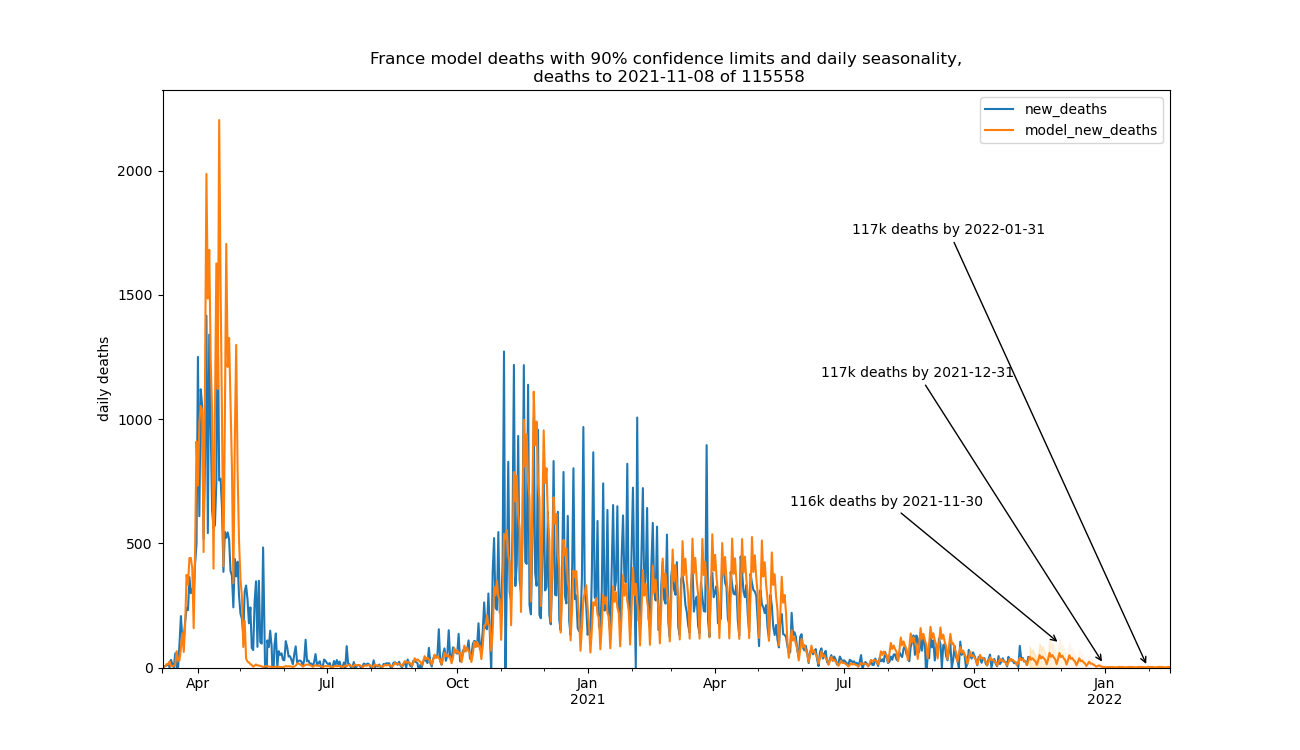 France model deaths with 90% confidence limits and daily seasonality,
deaths to 2021-11-08 of 115558
new_deaths
model_new_deaths
daily deaths
2000
1500
1000
500
0
117k deaths by 2022-01-31
117k deaths by 2021-12-31
116k deaths by 2021-11-30
Apr
Jul
Oct
Jan
2021
Apr
Jul
Oct
Jan
2022